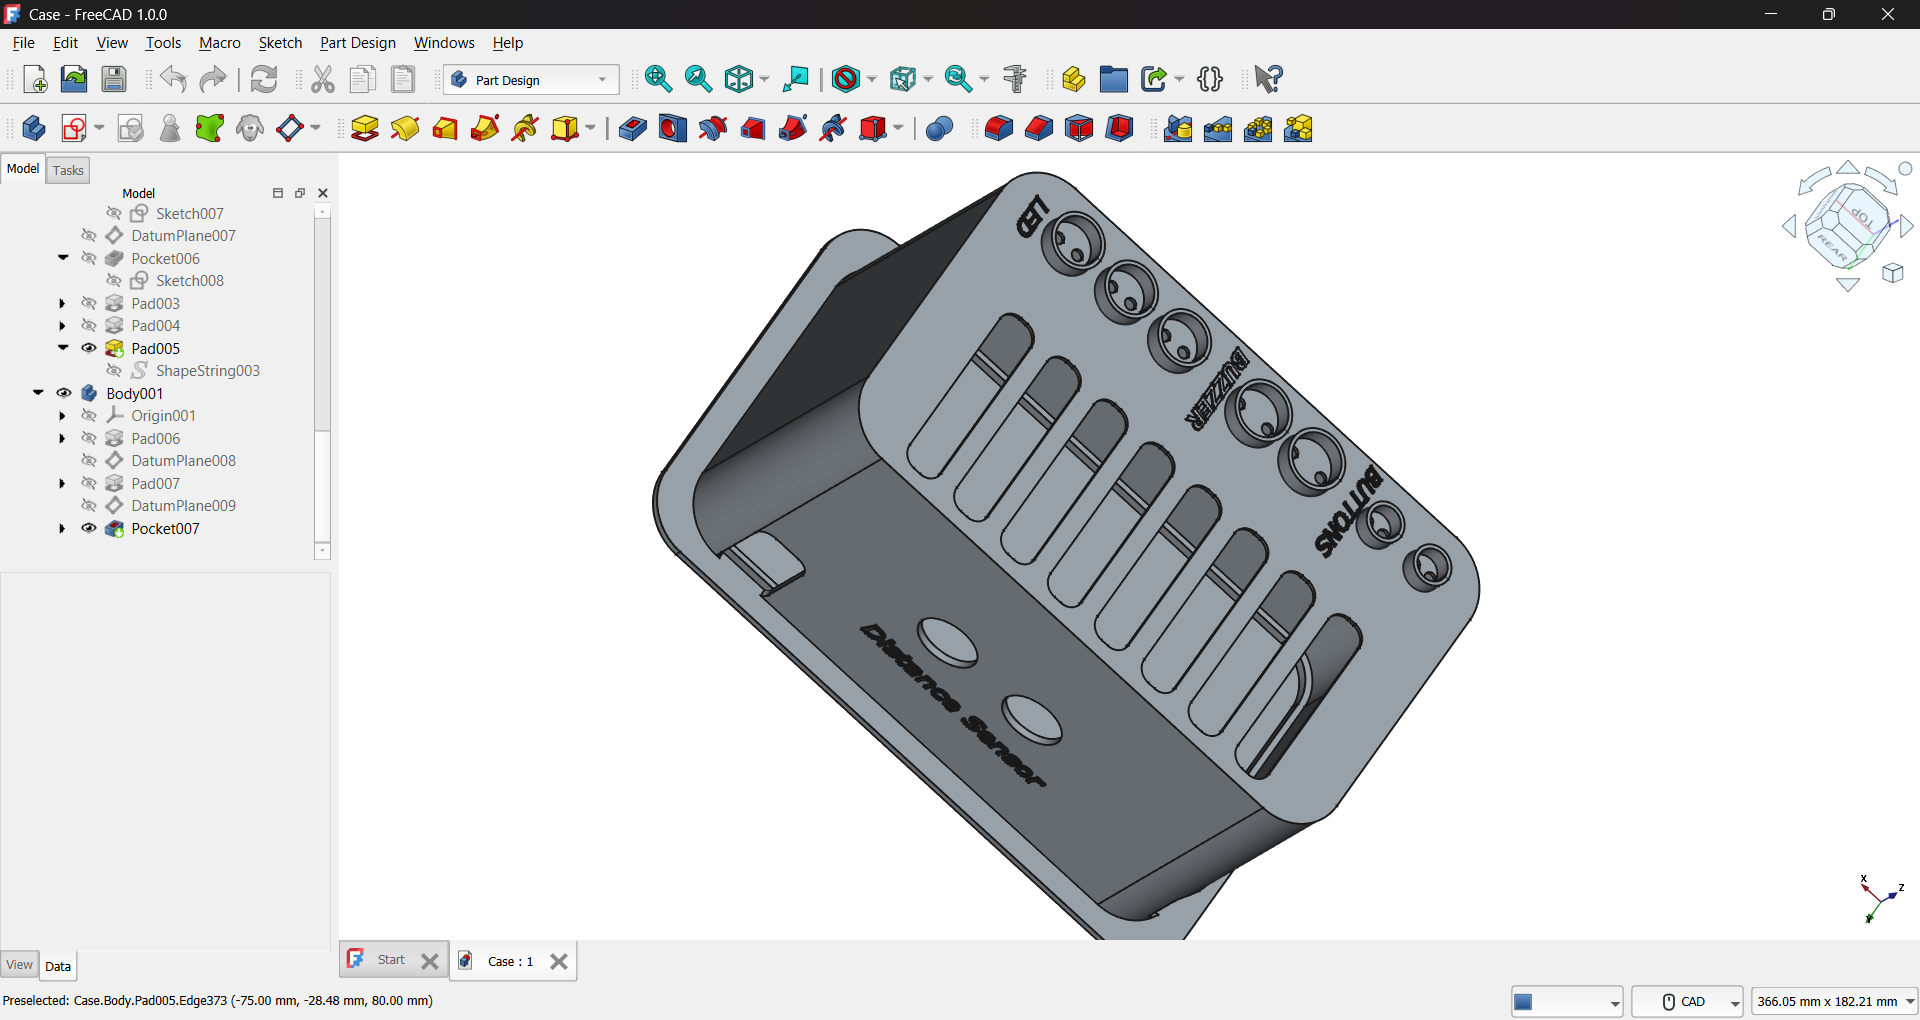 Case - FreeCAD 1.0.0
File Edit View Tools Macro Sketch Part Design Windows Help
Part Design
Model Tasks
Model
Sketch007
DatumPlane007
Pocket006
Sketch008
Pad003
Pad004
Pad005
ShapeString003
Body001
Origin001
Pad006
DatumPlane008
Pad007
DatumPlane009
Pocket007
LED
BUZZER
BUTTONS
Distance Sensor
TOP
REAR
X
Z
Y
View Data
Start
Case : 1
Preselected: Case.Body.Pad005.Edge373 (-75.00 mm, -28.48 mm, 80.00 mm)
CAD
366.05 mm x 182.21 mm